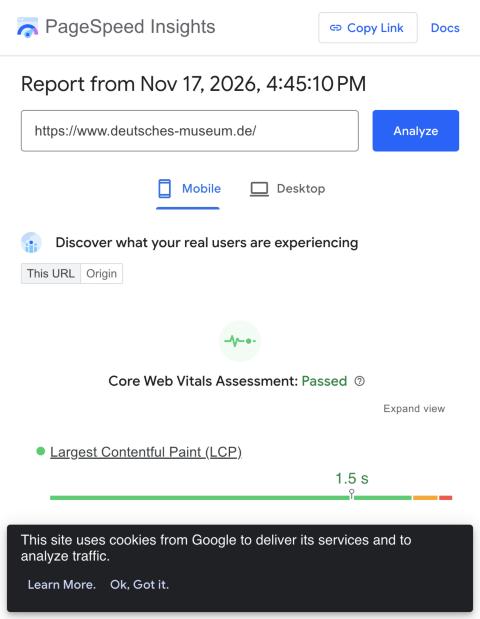 PageSpeed Insights
Copy Link
Docs
Report from Nov 17, 2026, 4:45:10 PM
https://www.deutsches-museum.de/
Analyze
Mobile
Desktop
Discover what your real users are experiencing
This URL
Origin
Core Web Vitals Assessment: Passed
Expand view
Largest Contentful Paint (LCP)
1.5 s
This site uses cookies from Google to deliver its services and to
analyze traffic.
Learn More.
Ok, Got it.